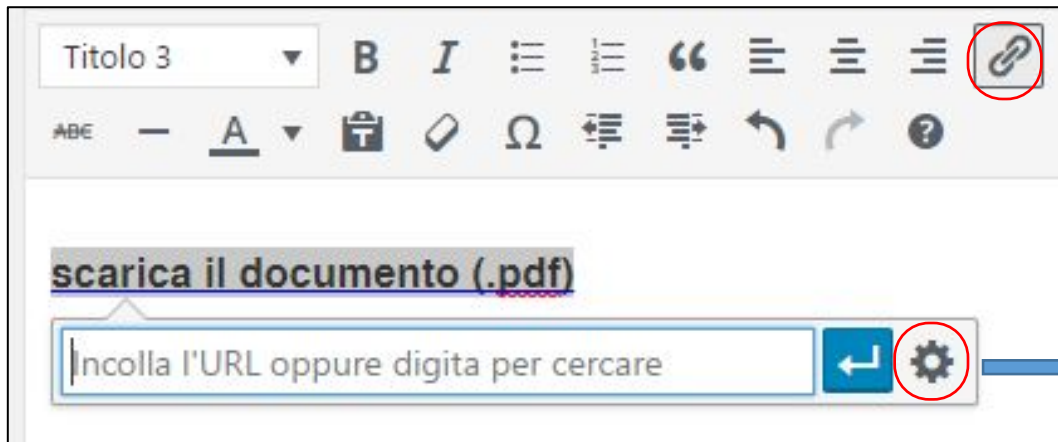 Titolo 3 B I
ABC A T Ω ?
scarica il documento (.pdf)
Incolla l'URL oppure digita per cercare